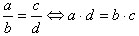 a/b = c/d ⇔ a · d = b · c